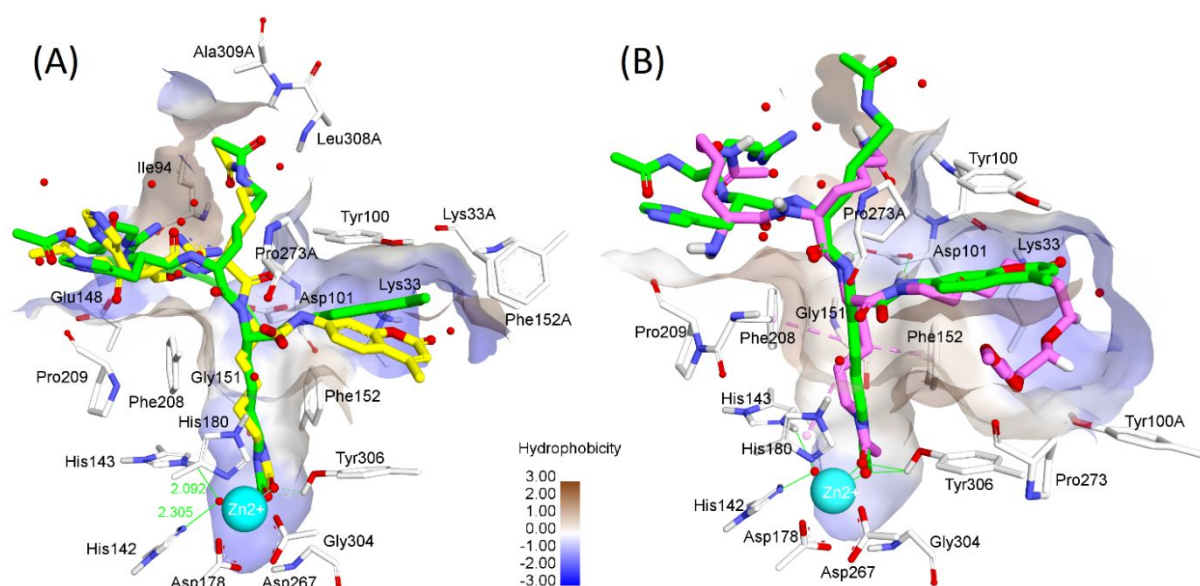 (A)
Ala309A
Leu308A
Ile94
Tyr100
Lys33A
Pro273A
Lys33
Glu148
Asp101
Phe152A
Gly151
Pro209
Phe208
Phe152
His180
His143
Tyr306
2.092
Zn2+
2.305
His142
Gly304
Asp178
Asp267
Hydrophobicity
3.00
2.00
1.00
0.00
-1.00
-2.00
-3.00
(B)
Tyr100
Pro273A
Asp101
Lys33
Gly151
Pro209
Phe208
Phe152
His143
His180
Tyr100A
His142
Zn2+
Tyr306
Pro273
Asp178
Gly304
Asp267